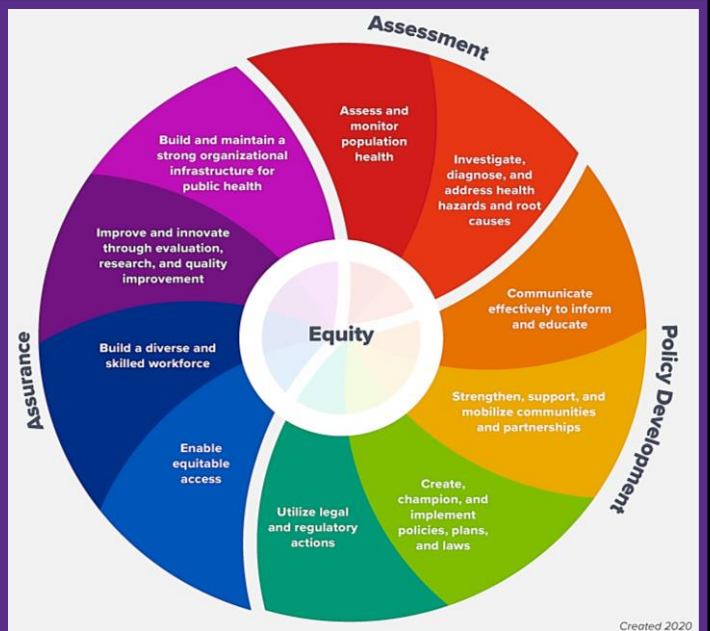 Assessment
Assess and
monitor
population
health
Investigate,
diagnose, and
address health
hazards and root
causes
Policy Development
Communicate
effectively to inform
and educate
Strengthen, support, and
mobilize communities
and partnerships
Create,
champion, and
implement
policies, plans,
and laws
Utilize legal
and regulatory
actions
Assurance
Enable
equitable
access
Build a diverse and
skilled workforce
Improve and innovate
through evaluation,
research, and quality
improvement
Build and maintain a
strong organizational
infrastructure for
public health
Equity
Created 2020